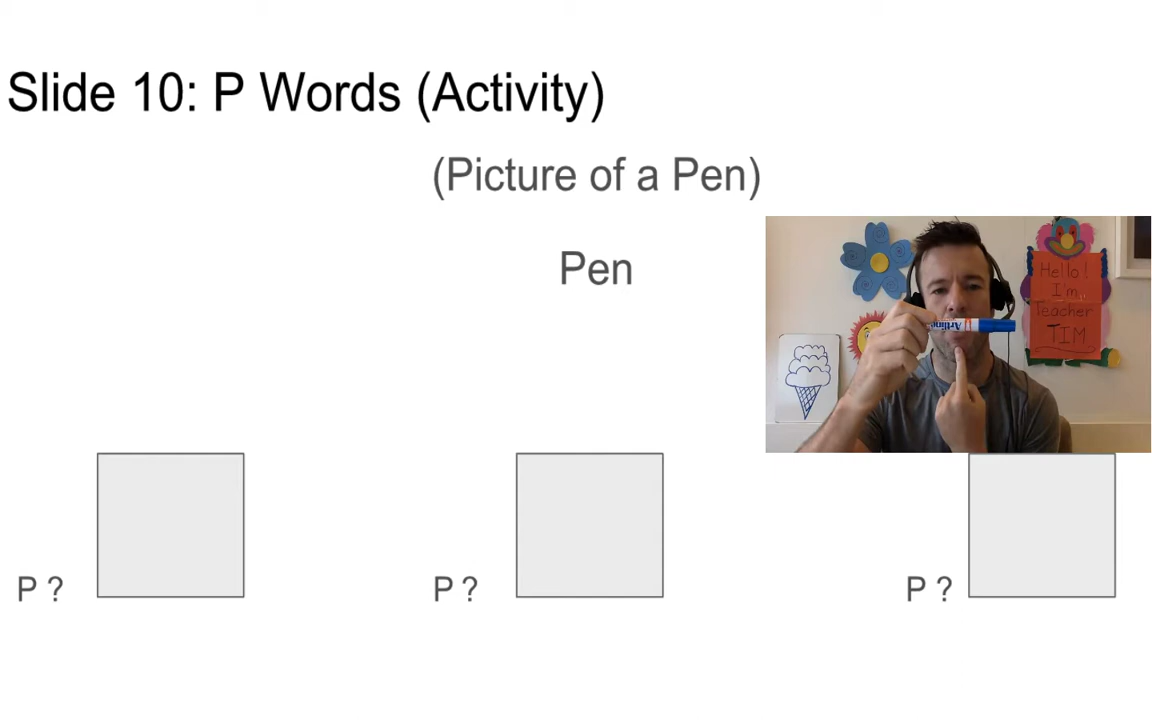 Slide 10: P Words (Activity)
(Picture of a Pen)
Pen
Hello!
I'm
Teacher
TIM
Artline
P ?
P ?
P ?